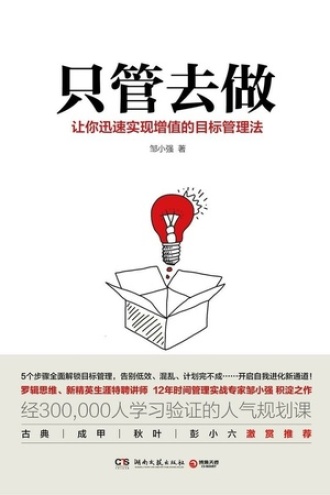 只管去做
让你迅速实现增值的目标管理法
邹小强 著
5个步骤全面解锁目标管理，告别低效、混乱、计划完不成……开启自我进化新通道！
罗辑思维、新精英生涯特聘讲师 12年时间管理实战专家邹小强 积淀之作
经300,000人学习验证的人气规划课
古典｜成甲｜秋叶｜彭小六 激赏推荐
湖南文艺出版社 博集天卷